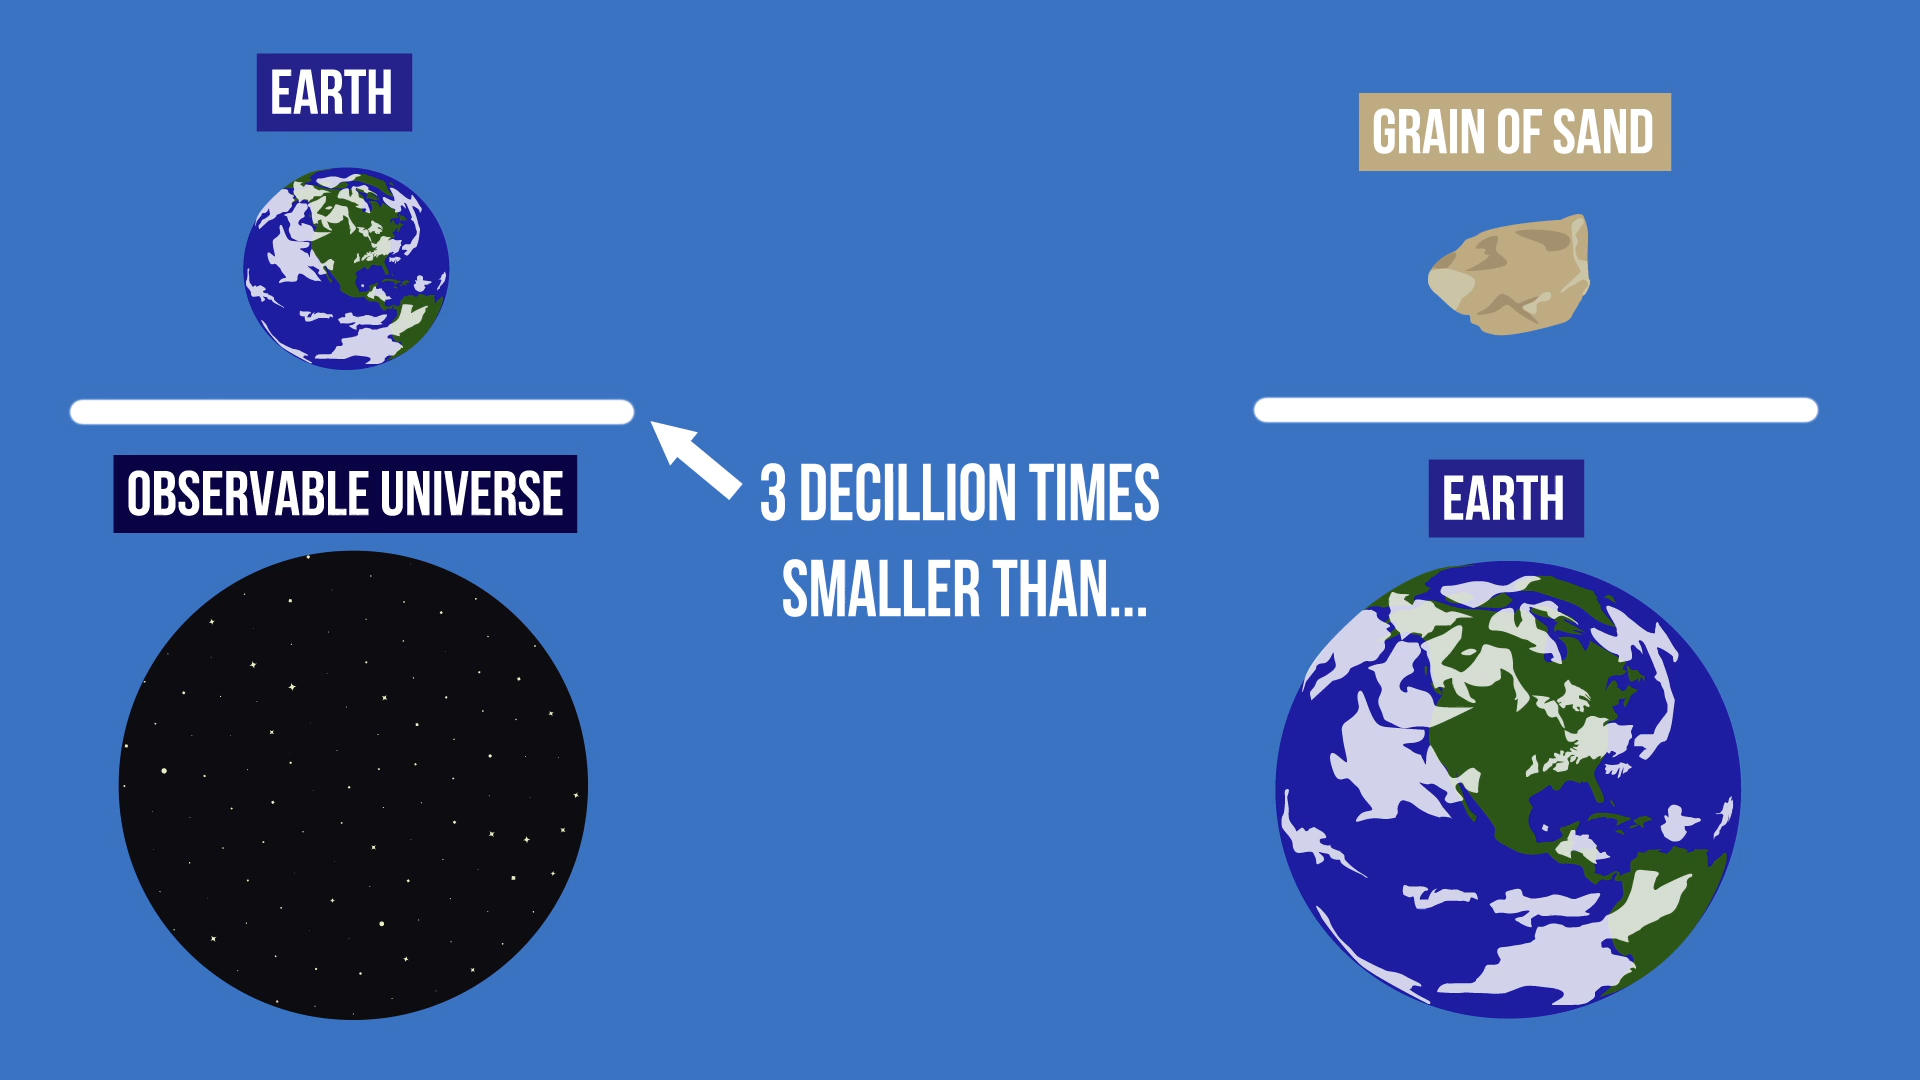 EARTH
OBSERVABLE UNIVERSE
3 DECILLION TIMES
SMALLER THAN...
GRAIN OF SAND
EARTH